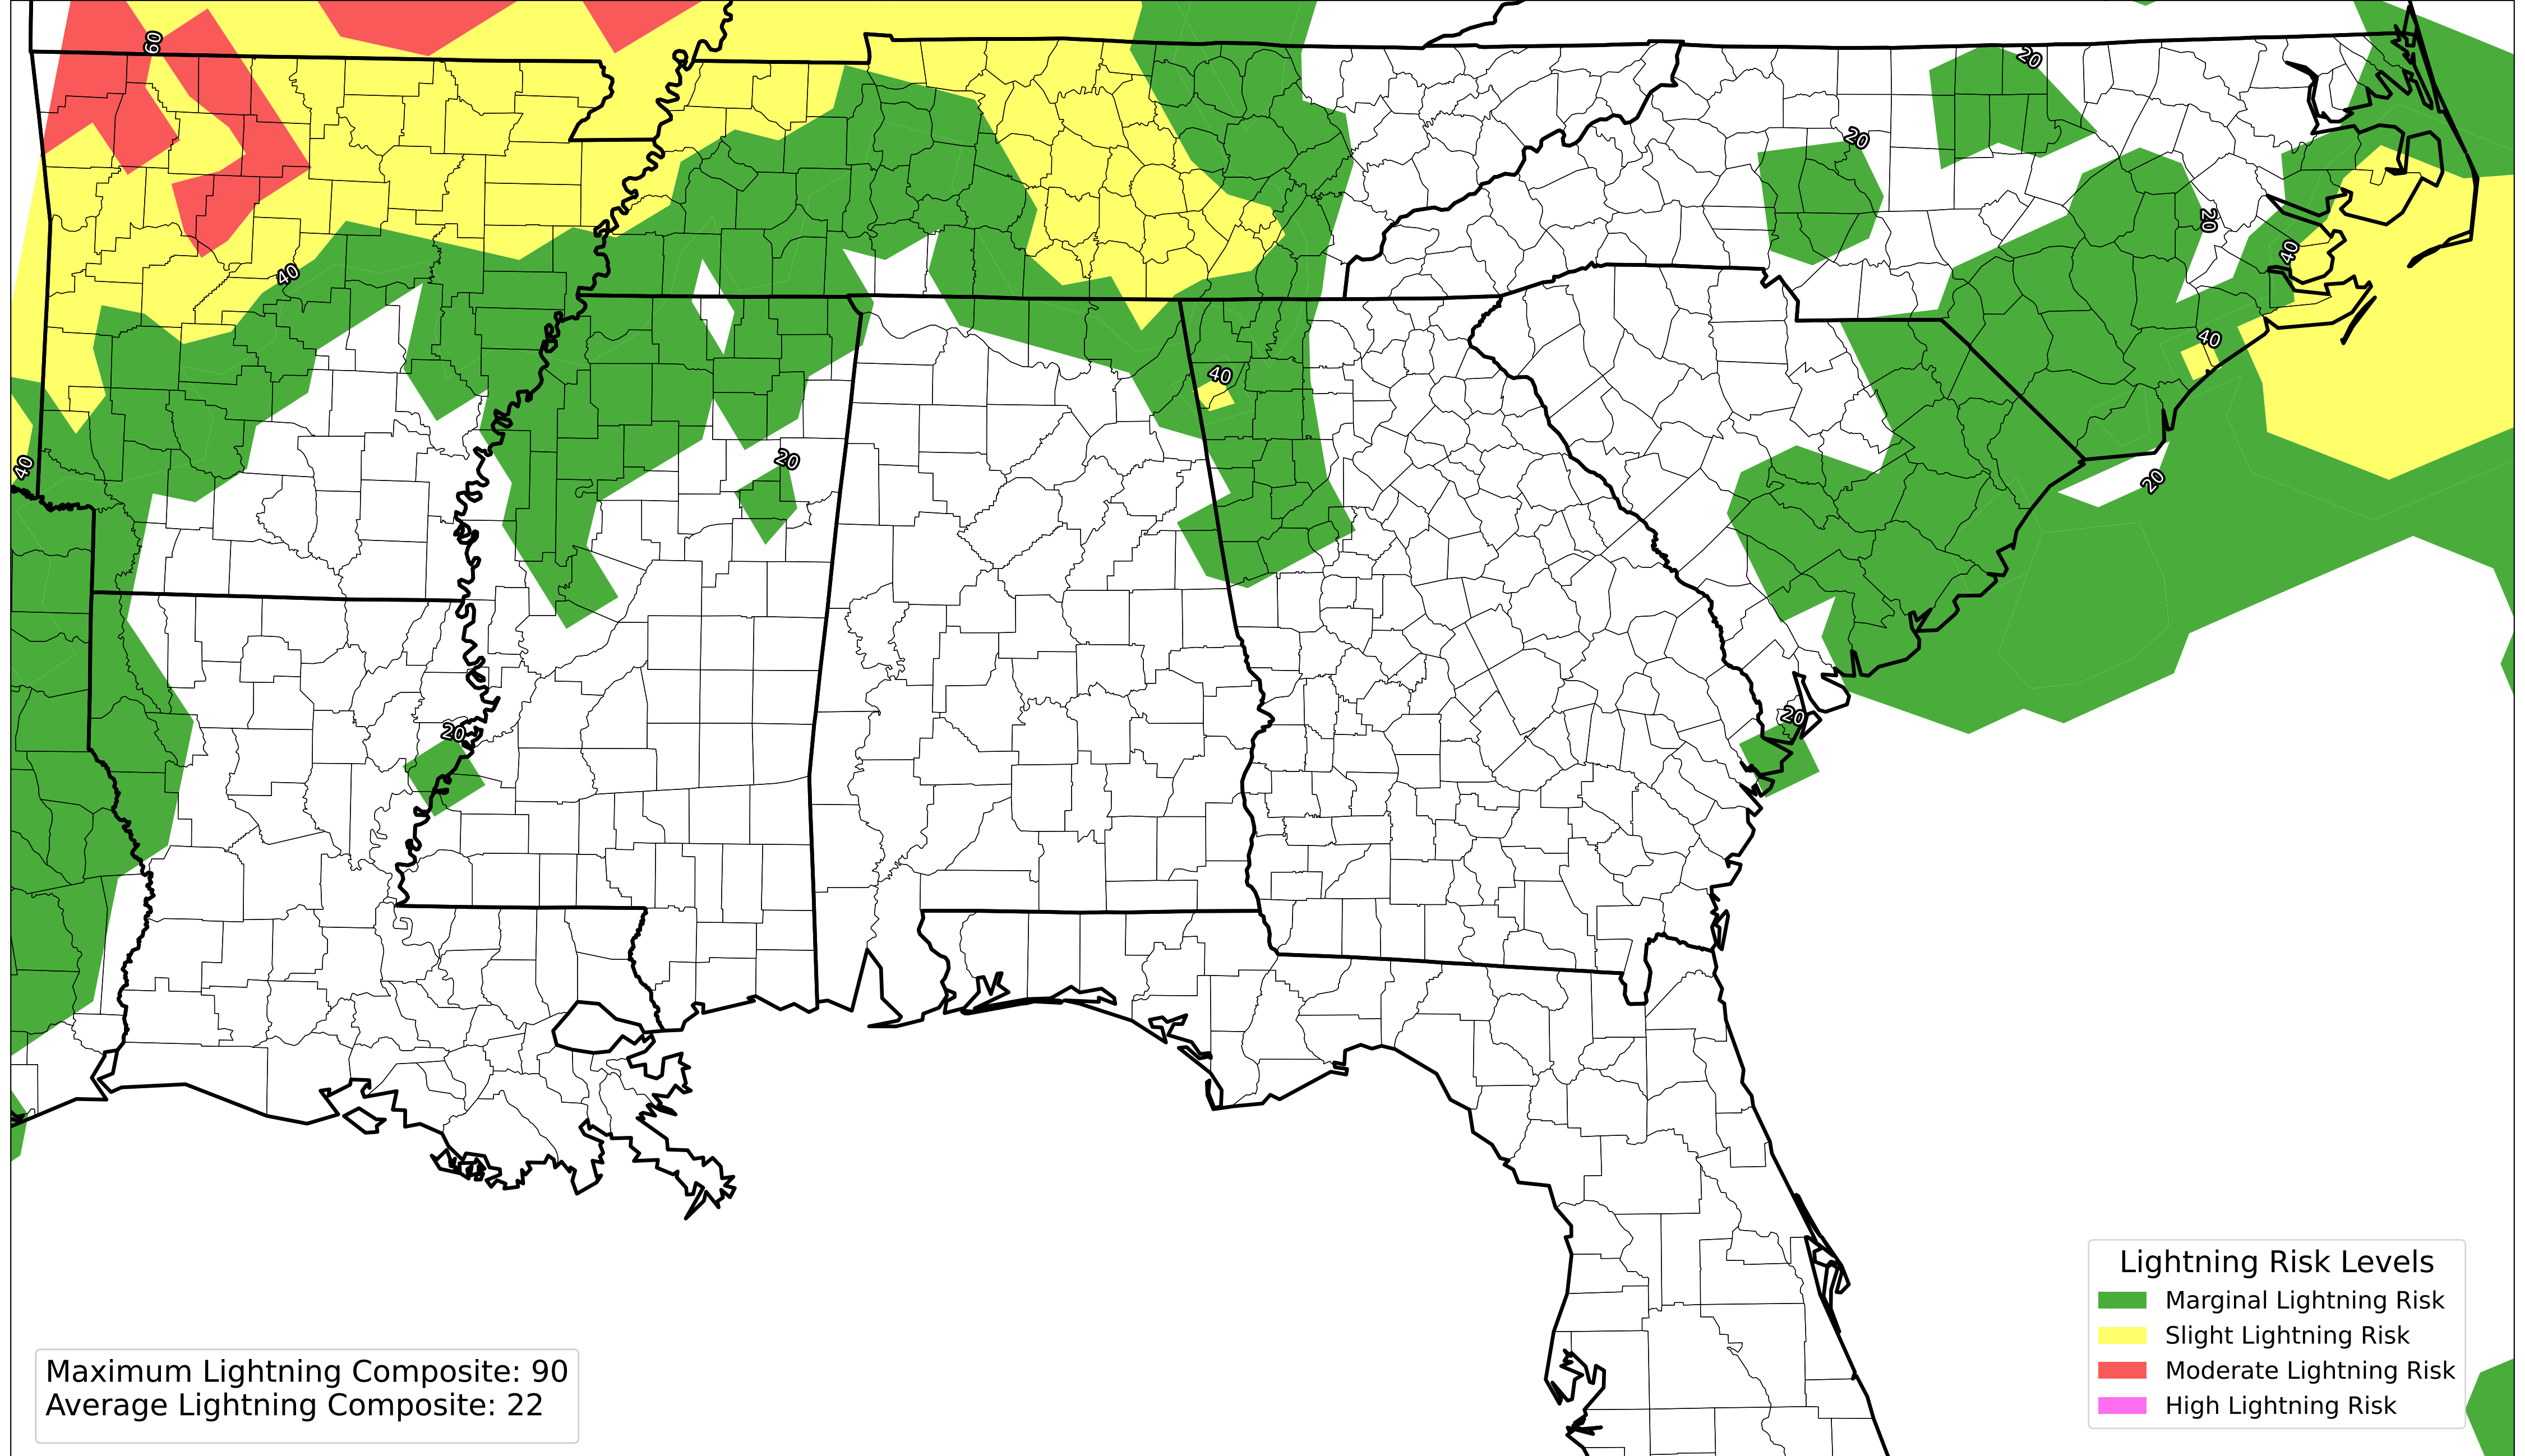 60
20
20
20
40
40
40
40
20
40
20
20
20
Lightning Risk Levels
Marginal Lightning Risk
Slight Lightning Risk
Moderate Lightning Risk
High Lightning Risk
Maximum Lightning Composite: 90
Average Lightning Composite: 22